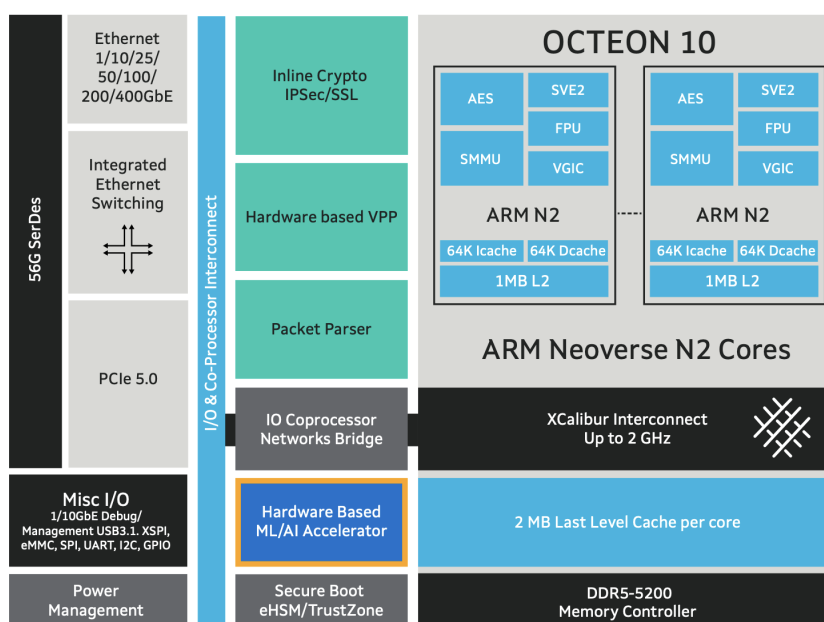 Ethernet
1/10/25/
50/100/
200/400GbE
Integrated
Ethernet
Switching
PCIe 5.0
56G SerDes
Misc I/O
1/10GbE Debug/
Management USB3.1. XSPI,
eMMC, SPI, UART, I2C, GPIO
Power
Management
I/O & Co-Processor Interconnect
Inline Crypto
IPSec/SSL
Hardware based VPP
Packet Parser
IO Coprocessor
Networks Bridge
Hardware Based
ML/AI Accelerator
Secure Boot
eHSM/TrustZone
OCTEON 10
AES
SVE2
FPU
SMMU
VGIC
ARM N2
64K Icache
64K Dcache
1MB L2
AES
SVE2
FPU
SMMU
VGIC
ARM N2
64K Icache
64K Dcache
1MB L2
ARM Neoverse N2 Cores
XCalibur Interconnect
Up to 2 GHz
2 MB Last Level Cache per core
DDR5-5200
Memory Controller